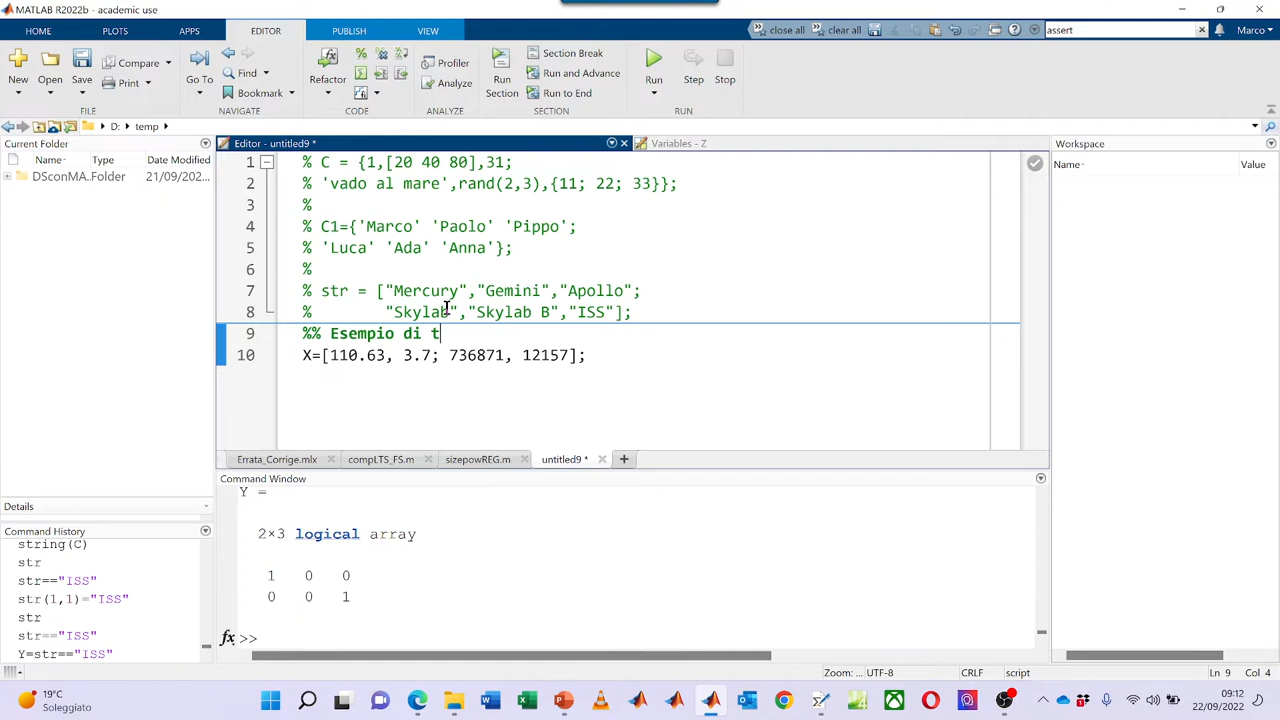 MATLAB R2022b - academic use
HOME PLOTS APPS EDITOR PUBLISH VIEW close all clear all assert Marco
New Open Save Compare Print Go To Find Bookmark Refactor Profiler Analyze Run Section Section Break Run and Advance Run to End Run Step Stop
FILE NAVIGATE CODE ANALYZE SECTION RUN
D: temp
Current Folder
Name Type Date Modified
DSconMA... Folder 21/09/202...
Details
Command History
string(C)
str
str=="ISS"
str(1,1)="ISS"
str
str=="ISS"
Y=str=="ISS"
Editor - untitled9 * Variables - Z
1 % C = {1,[20 40 80],31;
2 % 'vado al mare',rand(2,3),{11; 22; 33}};
3 %
4 % C1={'Marco' 'Paolo' 'Pippo';
5 % 'Luca' 'Ada' 'Anna'};
6 %
7 % str = ["Mercury","Gemini","Apollo";
8 % "Skylab","Skylab B","ISS"];
9 %% Esempio di t
10 X=[110.63, 3.7; 736871, 12157];
Errata_Corrige.mlx compLTS_FS.m sizepowREG.m untitled9 *
Command Window
Y =
2×3 logical array
1 0 0
0 0 1
fx >>
Workspace
Name Value
Zoom: ... UTF-8 CRLF script Ln 9 Col 4
19°C
Soleggiato
09:12
22/09/2022